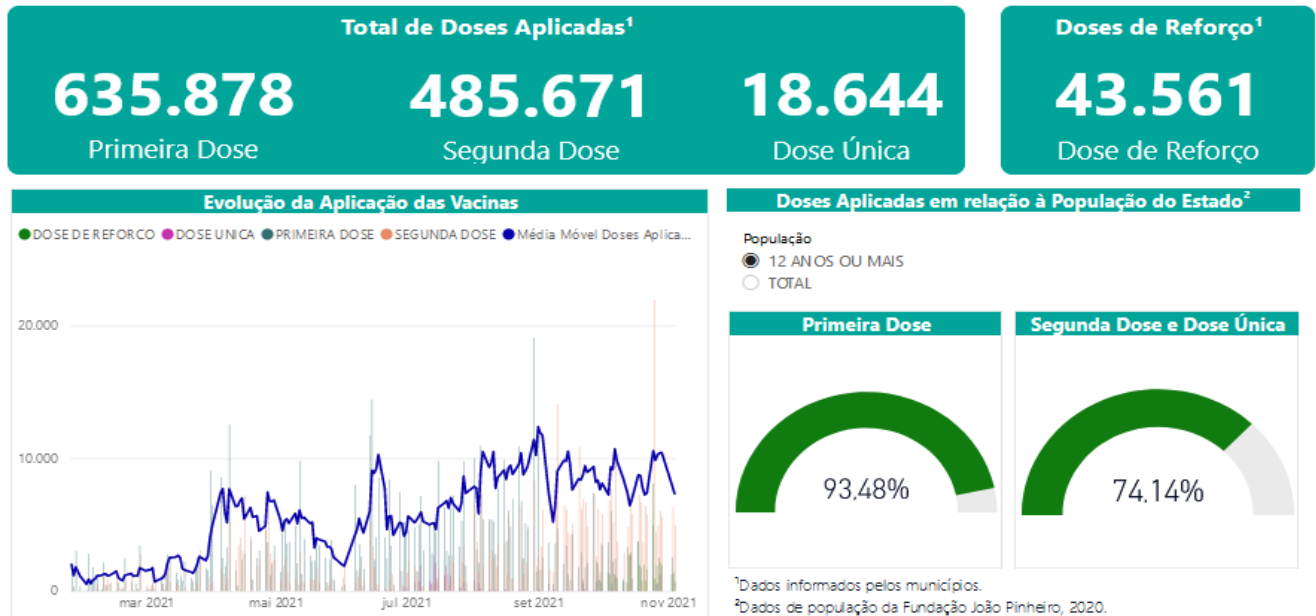 Total de Doses Aplicadas¹
635.878
Primeira Dose
485.671
Segunda Dose
18.644
Dose Única
Doses de Reforço¹
43.561
Dose de Reforço
Evolução da Aplicação das Vacinas
DOSE DE REFORCO DOSE UNICA PRIMEIRA DOSE SEGUNDA DOSE Média Móvel Doses Aplica...
20.000
10.000
0
mar 2021 mai 2021 jul 2021 set 2021 nov 2021
Doses Aplicadas em relação à População do Estado²
População
12 ANOS OU MAIS
TOTAL
Primeira Dose
93,48%
Segunda Dose e Dose Única
74,14%
¹Dados informados pelos municípios.
²Dados de população da Fundação João Pinheiro, 2020.